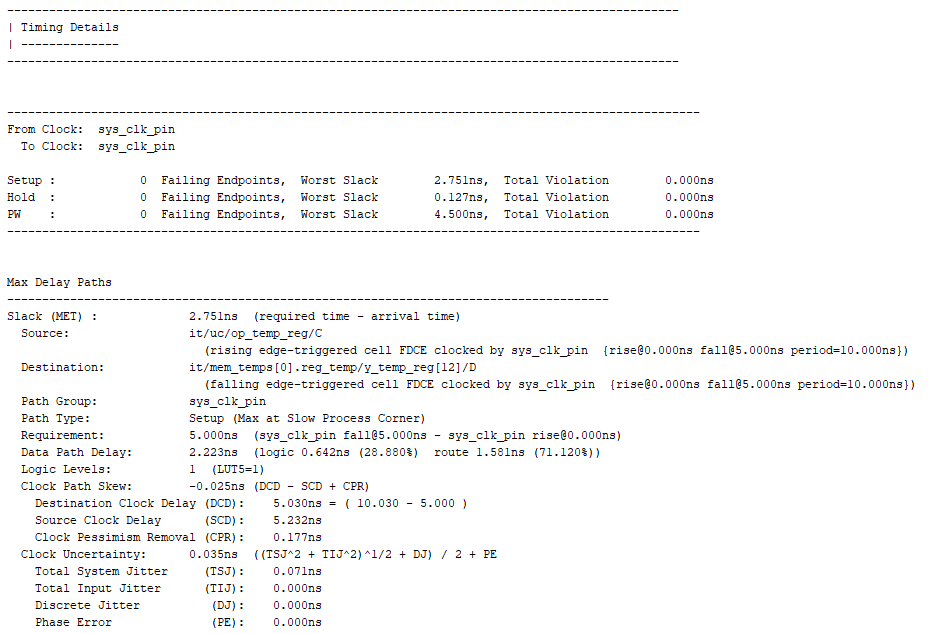 ------------------------------------------------------------------------------------------------
| Timing Details
| --------------
------------------------------------------------------------------------------------------------
---------------------------------------------------------------------------------------------------
From Clock:  sys_clk_pin
  To Clock:  sys_clk_pin
Setup :            0  Failing Endpoints,  Worst Slack        2.751ns,  Total Violation        0.000ns
Hold  :            0  Failing Endpoints,  Worst Slack        0.127ns,  Total Violation        0.000ns
PW    :            0  Failing Endpoints,  Worst Slack        4.500ns,  Total Violation        0.000ns
---------------------------------------------------------------------------------------------------
Max Delay Paths
--------------------------------------------------------------------------------------
Slack (MET) :             2.751ns  (required time - arrival time)
  Source:                 it/uc/op_temp_reg/C
                            (rising edge-triggered cell FDCE clocked by sys_clk_pin  {rise@0.000ns fall@5.000ns period=10.000ns})
  Destination:            it/mem_temps[0].reg_temp/y_temp_reg[12]/D
                            (falling edge-triggered cell FDCE clocked by sys_clk_pin  {rise@0.000ns fall@5.000ns period=10.000ns})
  Path Group:             sys_clk_pin
  Path Type:              Setup (Max at Slow Process Corner)
  Requirement:            5.000ns  (sys_clk_pin fall@5.000ns - sys_clk_pin rise@0.000ns)
  Data Path Delay:        2.223ns  (logic 0.642ns (28.880%)  route 1.581ns (71.120%))
  Logic Levels:           1  (LUT5=1)
  Clock Path Skew:        -0.025ns (DCD - SCD + CPR)
    Destination Clock Delay (DCD):    5.030ns = ( 10.030 - 5.000 )
    Source Clock Delay      (SCD):    5.232ns
    Clock Pessimism Removal (CPR):    0.177ns
  Clock Uncertainty:      0.035ns  ((TSJ^2 + TIJ^2)^1/2 + DJ) / 2 + PE
    Total System Jitter     (TSJ):    0.071ns
    Total Input Jitter      (TIJ):    0.000ns
    Discrete Jitter          (DJ):    0.000ns
    Phase Error              (PE):    0.000ns